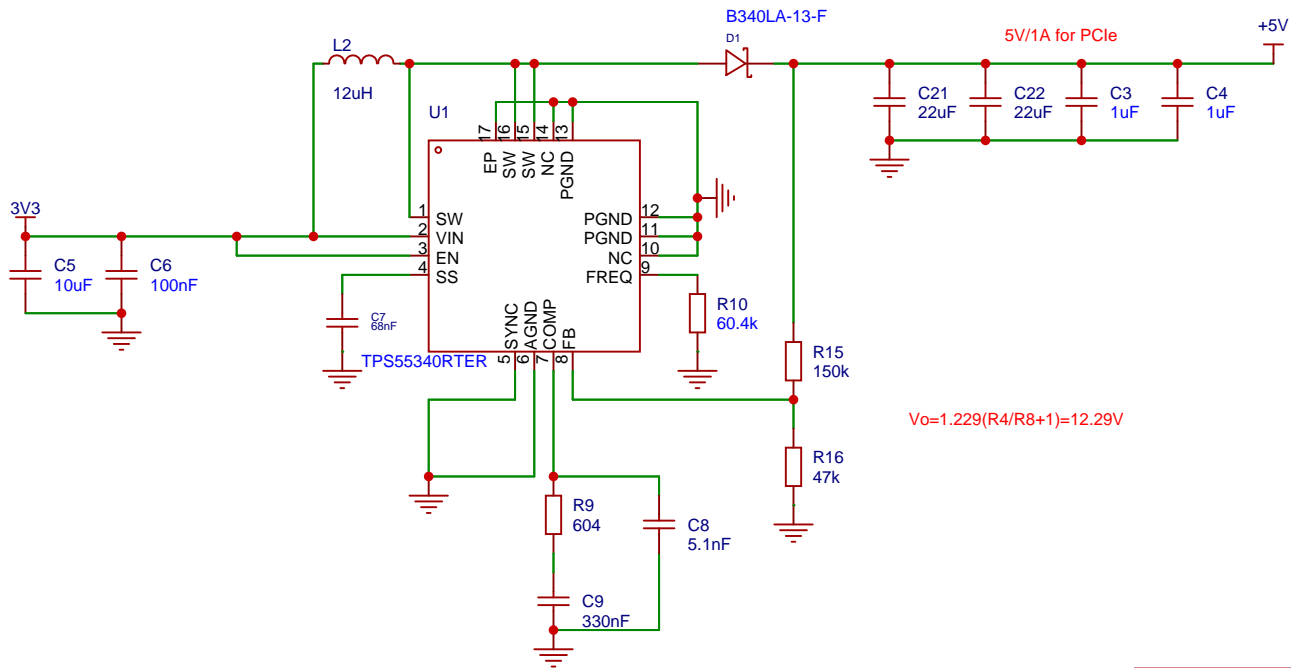 B340LA-13-F
D1
5V/1A for PCIe
+5V
L2
12uH
C21
22uF
C22
22uF
C3
1uF
C4
1uF
U1
17
16
15
14
13
EP
SW
SW
NC
PGND
3V3
1
2
3
4
SW
VIN
EN
SS
12
11
10
9
PGND
PGND
NC
FREQ
C5
10uF
C6
100nF
C7
68nF
R10
60.4k
SYNC
AGND
COMP
FB
5
6
7
8
TPS55340RTER
R15
150k
Vo=1.229(R4/R8+1)=12.29V
R16
47k
R9
604
C8
5.1nF
C9
330nF